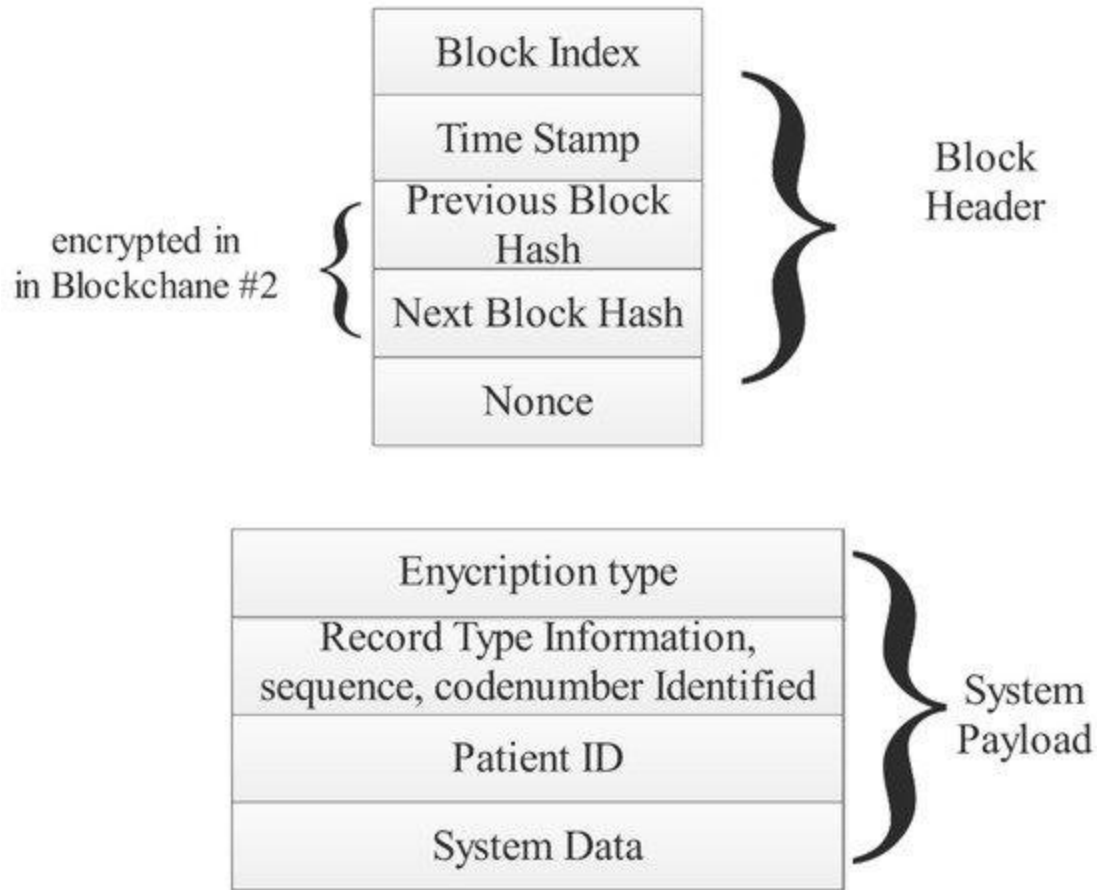 Block Index
Time Stamp
Previous Block
Hash
Next Block Hash
Nonce
Block
Header
encrypted in
in Blockchane #2
Enycription type
Record Type Information,
sequence, codenumber Identified
Patient ID
System Data
System
Payload